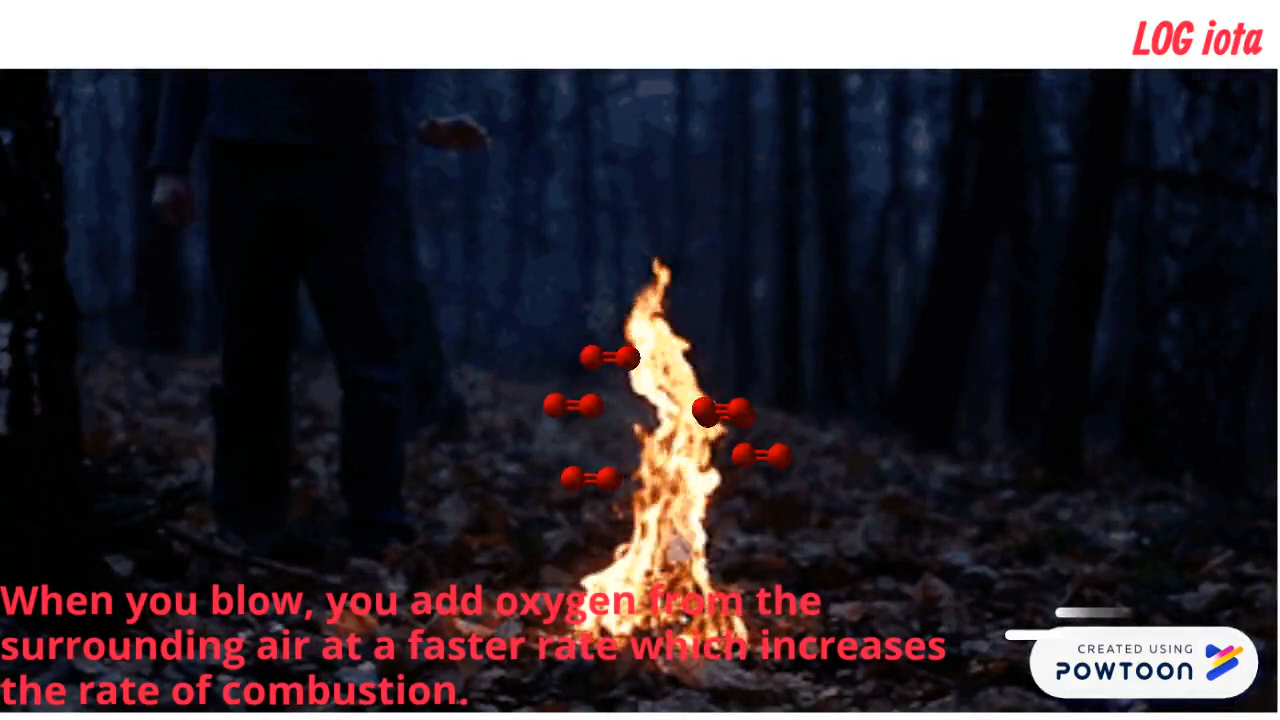 LOG iota
When you blow, you add oxygen from the
surrounding air at a faster rate which increases
the rate of combustion.
CREATED USING
POWTOON